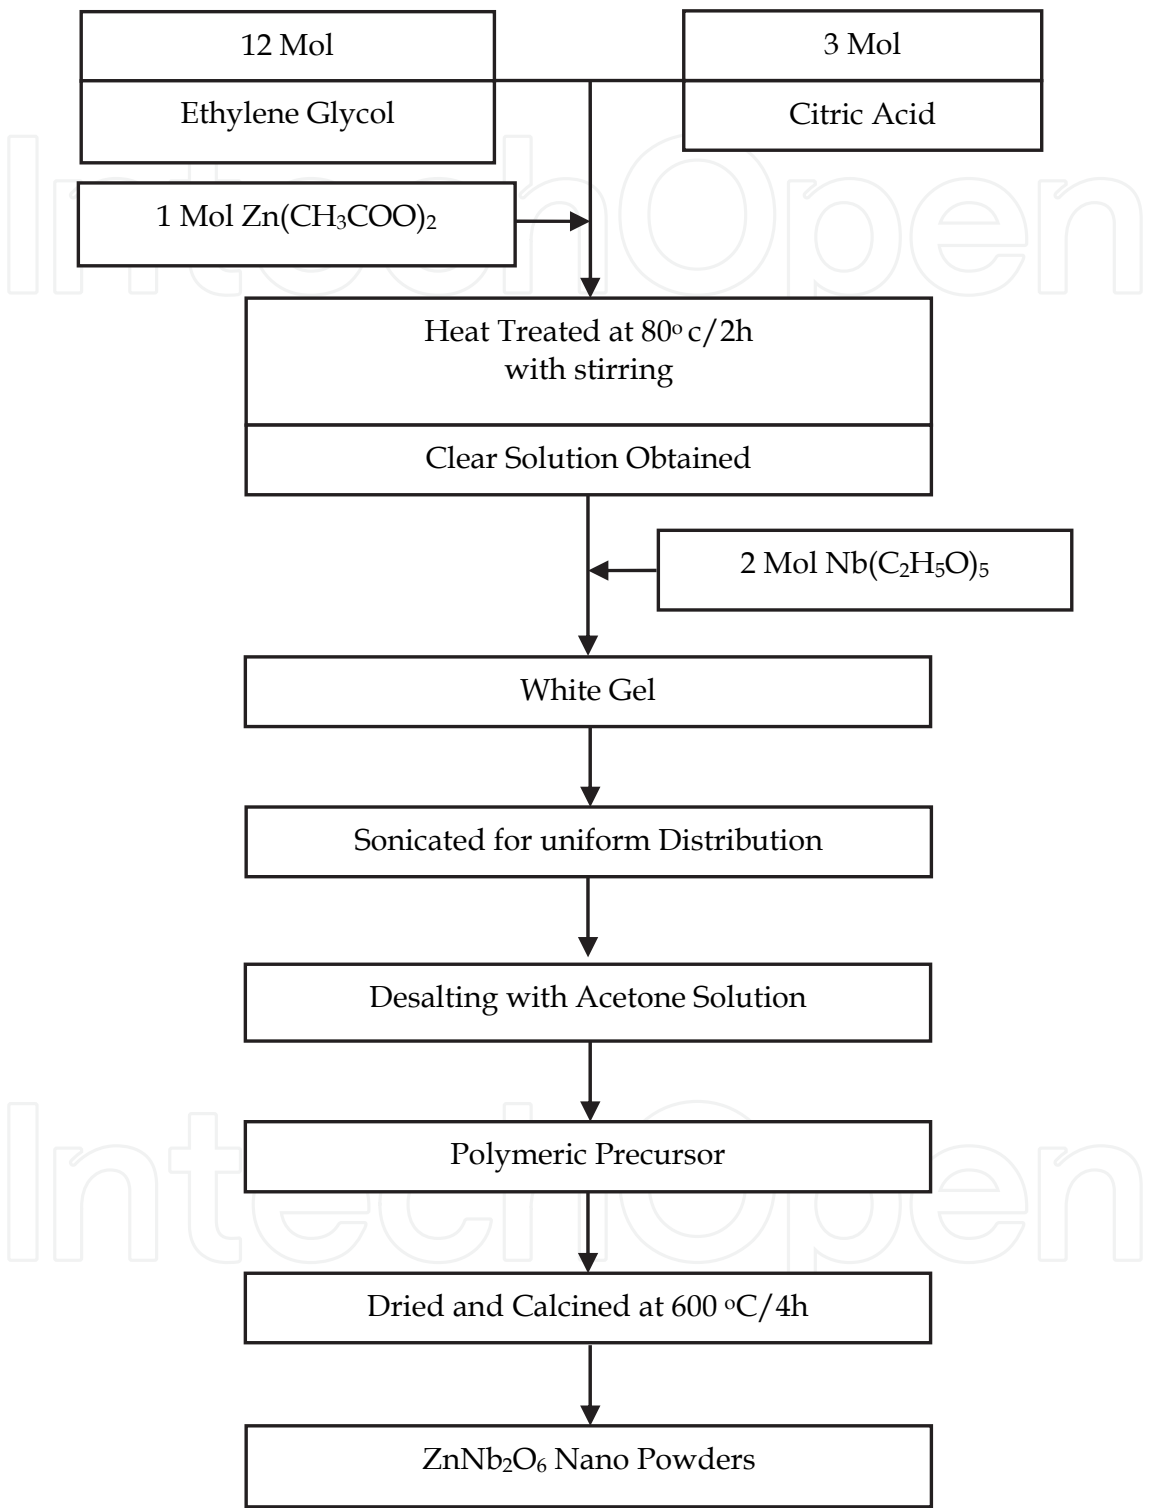 12 Mol
Ethylene Glycol
3 Mol
Citric Acid
1 Mol Zn(CH₃COO)₂
Heat Treated at 80º c/2h
with stirring
Clear Solution Obtained
2 Mol Nb(C₂H₅O)₅
White Gel
Sonicated for uniform Distribution
Desalting with Acetone Solution
Polymeric Precursor
Dried and Calcined at 600 ºC/4h
ZnNb₂O₆ Nano Powders
IntechOpen
IntechOpen